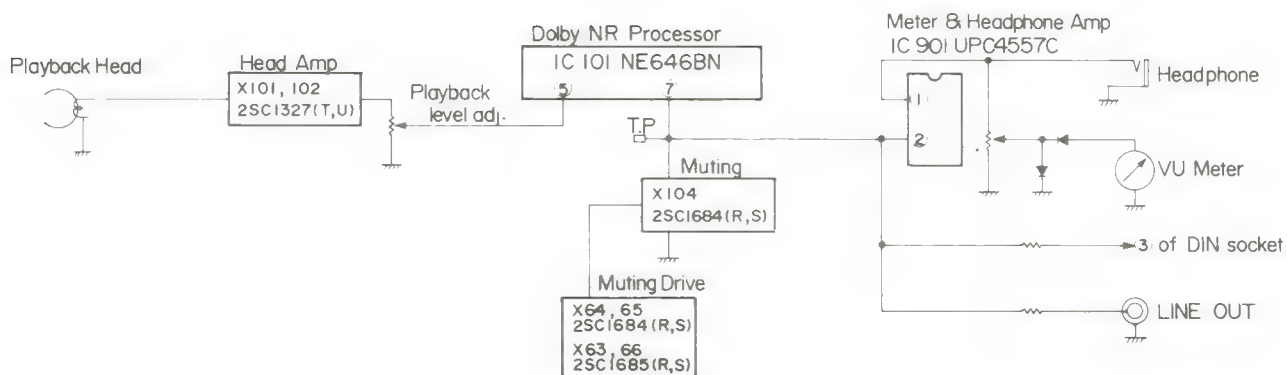 Meter & Headphone Amp
IC 901 UPC4557C
Dolby NR Processor
IC 101 NE646BN
5
7
Playback Head
Head Amp
X101, 102
2SC1327(T,U)
Playback
level adj.
T.P
1
2
Headphone
VU Meter
Muting
X104
2SC1684(R,S)
3 of DIN socket
Muting Drive
X64, 65
2SC1684(R,S)
X63, 66
2SC1685(R,S)
LINE OUT